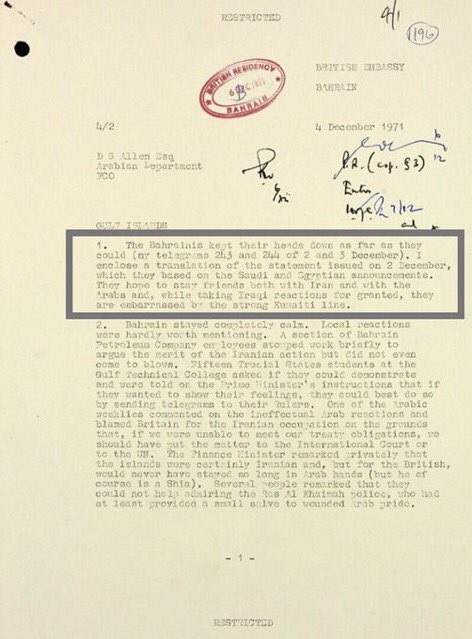 RESTRICTED
4/1
196
BRITISH EMBASSY
BAHRAIN
BRITISH RESIDENCY
6 DEC 1971
BAHRAIN
4/2
4 December 1971
D G Allen Esq
Arabian Department
FCO
P.A. (cop. §3)
Enter
7/12
GULF ISLANDS
1. The Bahrainis kept their heads down as far as they
could (my telegrams 243 and 244 of 2 and 3 December). I
enclose a translation of the statement issued on 2 December,
which they based on the Saudi and Egyptian announcements.
They hope to stay friends both with Iran and with the
Arabs and, while taking Iraqi reactions for granted, they
are embarrassed by the strong Kuwaiti line.
2. Bahrain stayed completely calm. Local reactions
were hardly worth mentioning. A section of Bahrain
Petroleum Company employees stopped work briefly to
argue the merit of the Iranian action but did not even
come to blows. Fifteen Trucial States students at the
Gulf Technical College asked if they could demonstrate
and were told on the Prime Minister's instructions that if
they wanted to show their feelings, they could best do so
by sending telegrams to their Rulers. One of the Arabic
weeklies commented on the ineffectual Arab reactions and
blamed Britain for the Iranian occupation on the grounds
that, if we were unable to meet our treaty obligations, we
should have put the matter to the International Court or
to the UN. The Finance Minister remarked privately that
the islands were certainly Iranian and, but for the British,
would never have stayed so long in Arab hands (but he of
course is a Shia). Several people remarked that they
could not help admiring the Ras Al Khaimah police, who had
at least provided a small salve to wounded Arab pride.
- 1 -
RESTRICTED